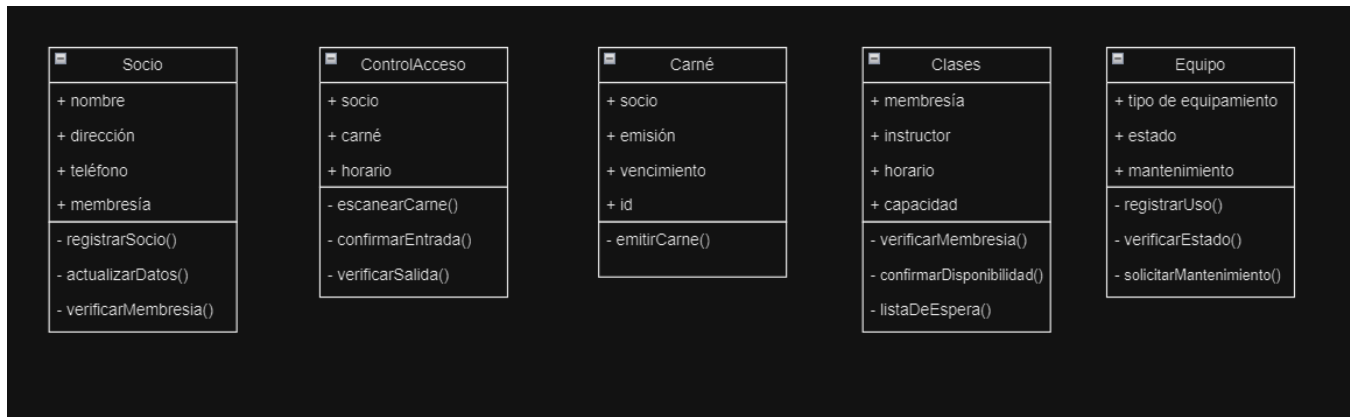 Socio
+ nombre
+ dirección
+ teléfono
+ membresía
- registrarSocio()
- actualizarDatos()
- verificarMembresia()
ControlAcceso
+ socio
+ carné
+ horario
- escanearCarne()
- confirmarEntrada()
- verificarSalida()
Carné
+ socio
+ emisión
+ vencimiento
+ id
- emitirCarne()
Clases
+ membresía
+ instructor
+ horario
+ capacidad
- verificarMembresia()
- confirmarDisponibilidad()
- listaDeEspera()
Equipo
+ tipo de equipamiento
+ estado
+ mantenimiento
- registrarUso()
- verificarEstado()
- solicitarMantenimiento()